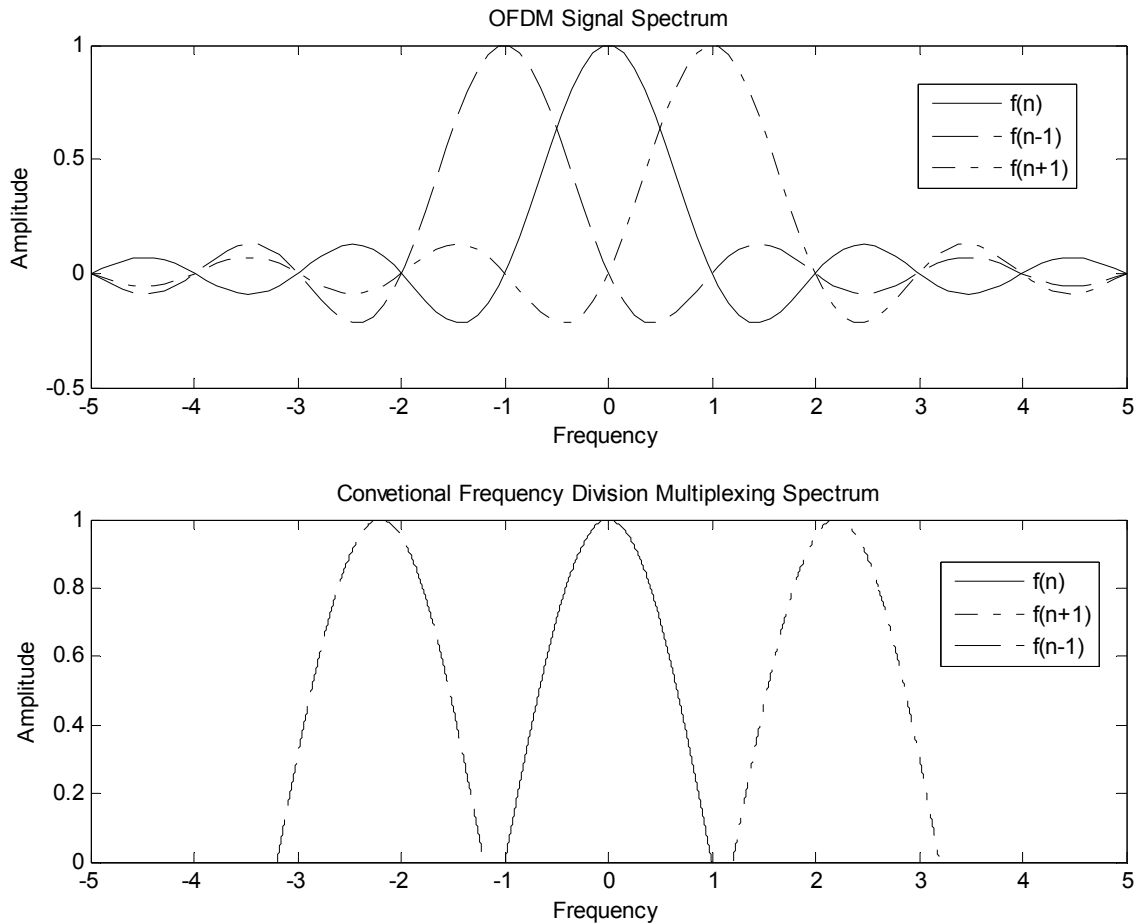 OFDM Signal Spectrum
1
0.5
0
-0.5
Amplitude
f(n)
f(n-1)
f(n+1)
-5 -4 -3 -2 -1 0 1 2 3 4 5
Frequency
Convetional Frequency Division Multiplexing Spectrum
1
0.8
0.6
0.4
0.2
0
Amplitude
f(n)
f(n+1)
f(n-1)
-5 -4 -3 -2 -1 0 1 2 3 4 5
Frequency